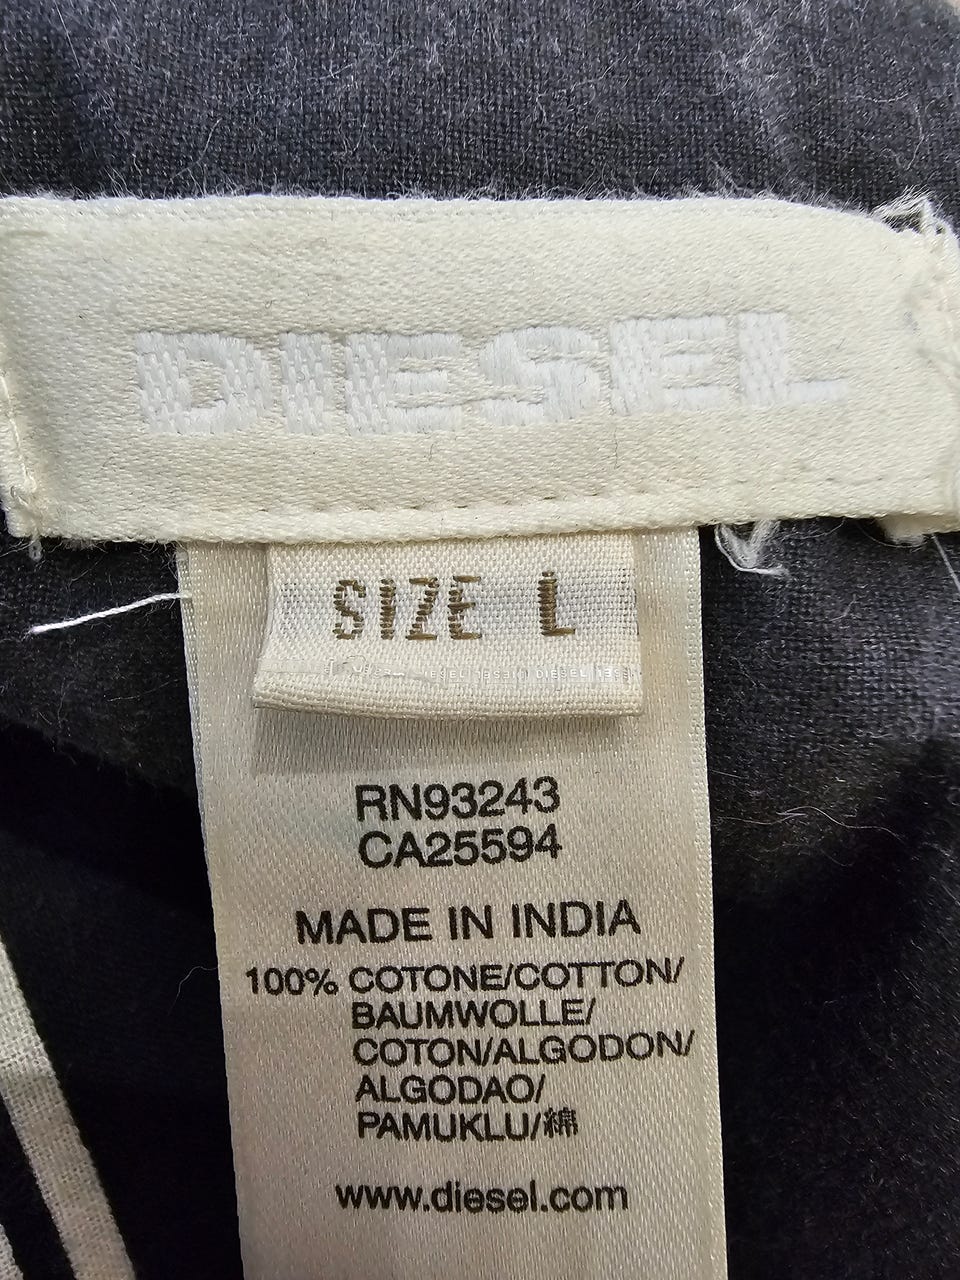 DIESEL
SIZE L
DIESEL
RN93243
CA25594
MADE IN INDIA
100% COTONE/COTTON/
BAUMWOLLE/
COTON/ALGODON/
ALGODAO/
PAMUKLU/綿
www.diesel.com